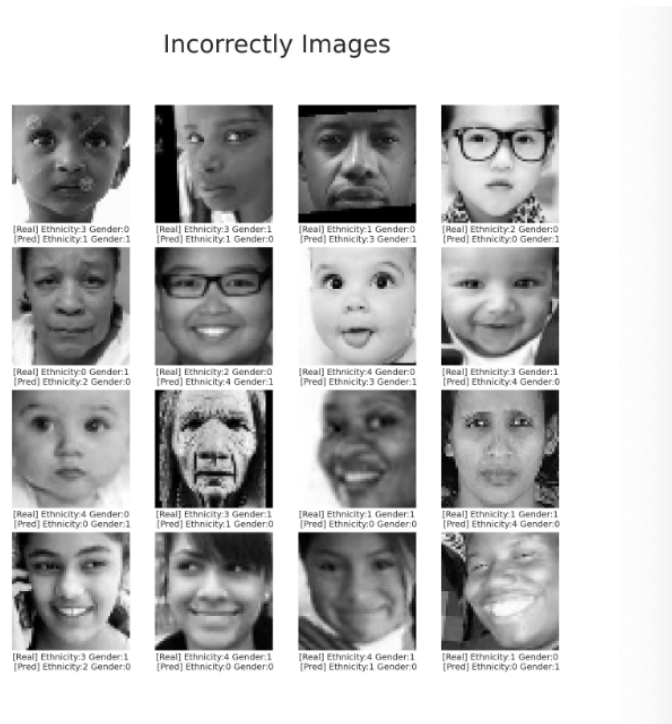 Incorrectly Images
[Real] Ethnicity:3 Gender:0
[Pred] Ethnicity:1 Gender:1
[Real] Ethnicity:3 Gender:1
[Pred] Ethnicity:1 Gender:0
[Real] Ethnicity:1 Gender:0
[Pred] Ethnicity:3 Gender:1
[Real] Ethnicity:2 Gender:0
[Pred] Ethnicity:0 Gender:1
[Real] Ethnicity:0 Gender:1
[Pred] Ethnicity:2 Gender:0
[Real] Ethnicity:2 Gender:0
[Pred] Ethnicity:4 Gender:1
[Real] Ethnicity:4 Gender:0
[Pred] Ethnicity:3 Gender:1
[Real] Ethnicity:3 Gender:1
[Pred] Ethnicity:4 Gender:0
[Real] Ethnicity:4 Gender:0
[Pred] Ethnicity:0 Gender:1
[Real] Ethnicity:3 Gender:1
[Pred] Ethnicity:1 Gender:0
[Real] Ethnicity:1 Gender:1
[Pred] Ethnicity:0 Gender:0
[Real] Ethnicity:1 Gender:1
[Pred] Ethnicity:4 Gender:0
[Real] Ethnicity:3 Gender:1
[Pred] Ethnicity:2 Gender:0
[Real] Ethnicity:4 Gender:1
[Pred] Ethnicity:0 Gender:0
[Real] Ethnicity:4 Gender:1
[Pred] Ethnicity:1 Gender:0
[Real] Ethnicity:1 Gender:0
[Pred] Ethnicity:0 Gender:1